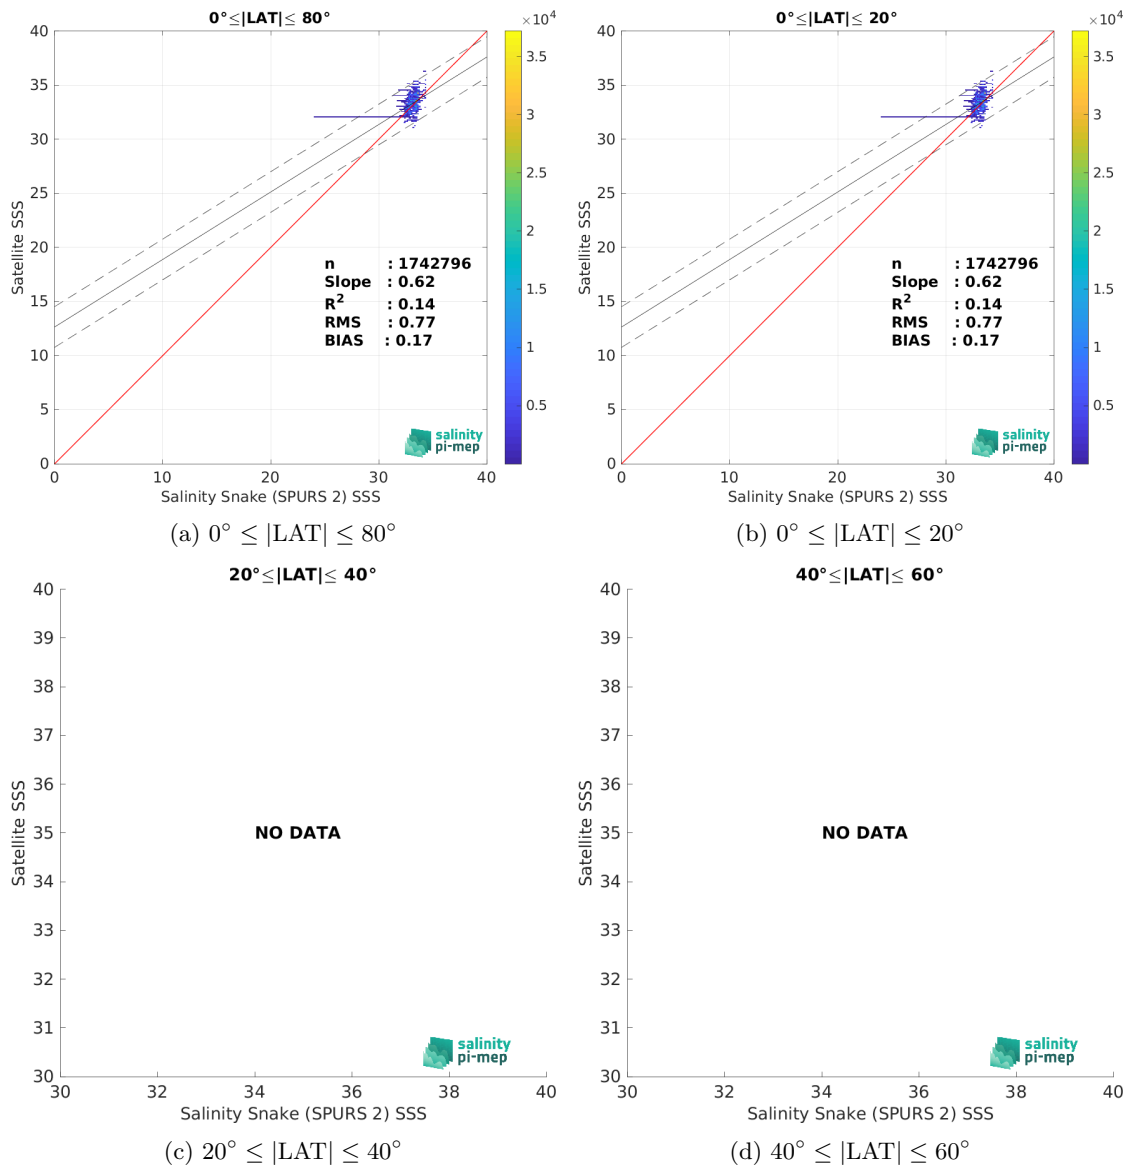 0°≤|LAT|≤ 80°
×10⁴
40
35
30
25
20
15
10
5
0
Satellite SSS
n : 1742796
Slope : 0.62
R² : 0.14
RMS : 0.77
BIAS : 0.17
salinity
pi-mep
0 10 20 30 40
Salinity Snake (SPURS 2) SSS
3.5
3
2.5
2
1.5
1
0.5
(a) 0° ≤ |LAT| ≤ 80°
0°≤|LAT|≤ 20°
×10⁴
40
35
30
25
20
15
10
5
0
Satellite SSS
n : 1742796
Slope : 0.62
R² : 0.14
RMS : 0.77
BIAS : 0.17
salinity
pi-mep
0 10 20 30 40
Salinity Snake (SPURS 2) SSS
3.5
3
2.5
2
1.5
1
0.5
(b) 0° ≤ |LAT| ≤ 20°
20°≤|LAT|≤ 40°
40
39
38
37
36
35
34
33
32
31
30
Satellite SSS
NO DATA
salinity
pi-mep
30 32 34 36 38 40
Salinity Snake (SPURS 2) SSS
(c) 20° ≤ |LAT| ≤ 40°
40°≤|LAT|≤ 60°
40
39
38
37
36
35
34
33
32
31
30
Satellite SSS
NO DATA
salinity
pi-mep
30 32 34 36 38 40
Salinity Snake (SPURS 2) SSS
(d) 40° ≤ |LAT| ≤ 60°